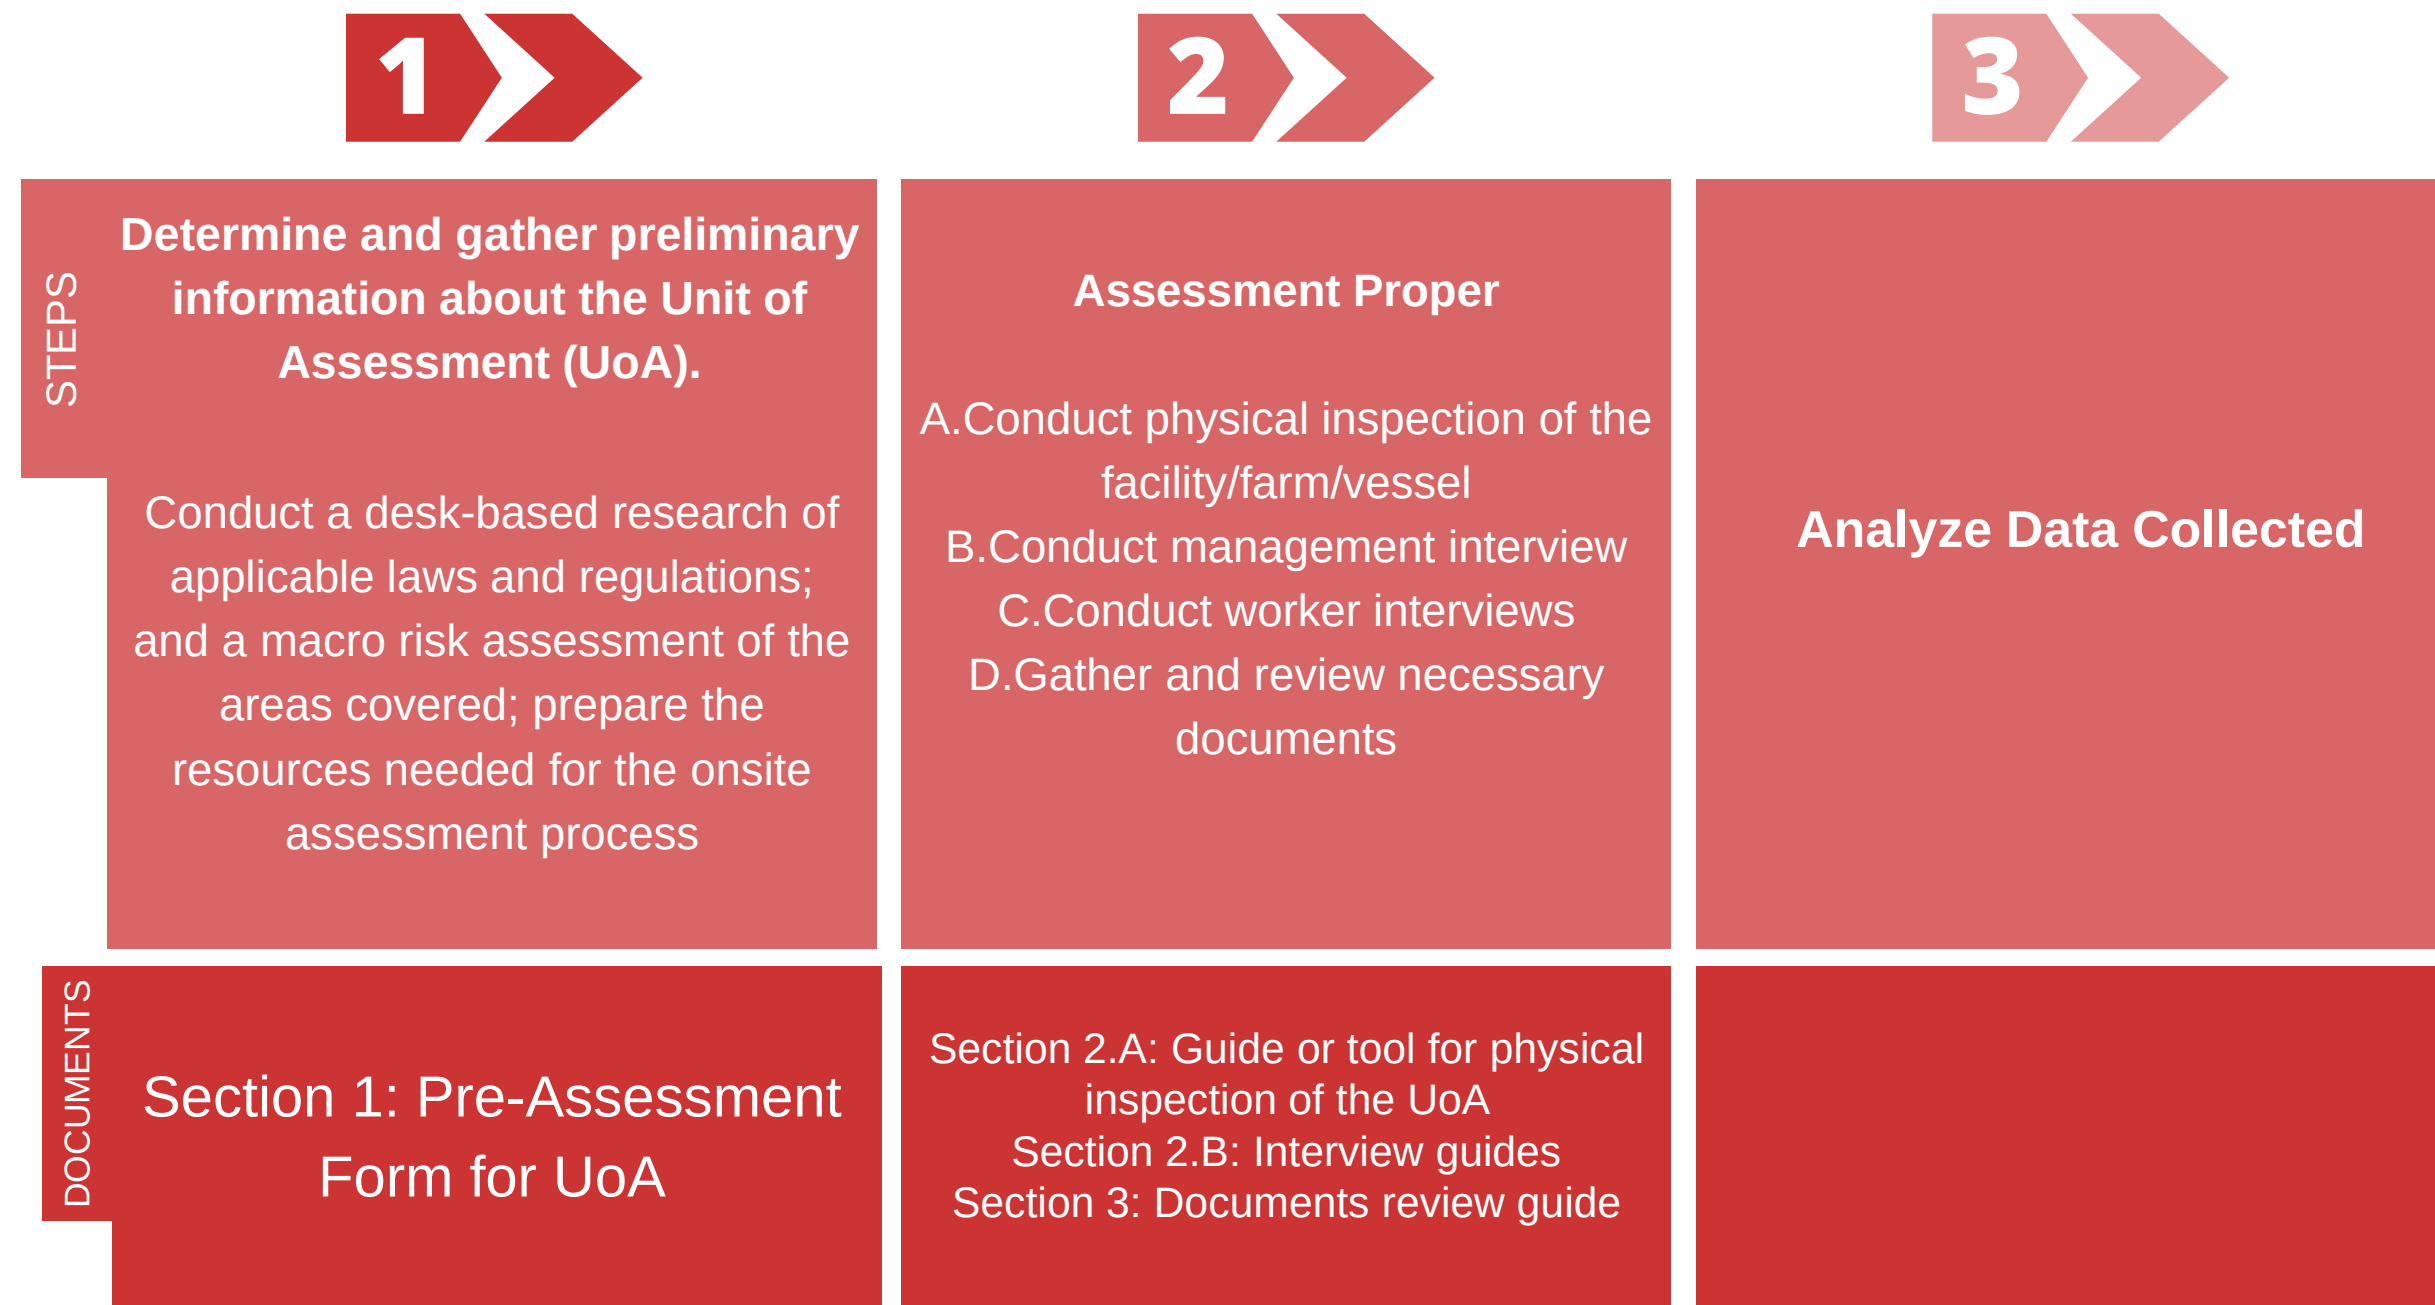 1
2
3
STEPS
Determine and gather preliminary
information about the Unit of
Assessment (UoA).
Conduct a desk-based research of
applicable laws and regulations;
and a macro risk assessment of the
areas covered; prepare the
resources needed for the onsite
assessment process
Assessment Proper
A.Conduct physical inspection of the
facility/farm/vessel
B.Conduct management interview
C.Conduct worker interviews
D.Gather and review necessary
documents
Analyze Data Collected
DOCUMENTS
Section 1: Pre-Assessment
Form for UoA
Section 2.A: Guide or tool for physical
inspection of the UoA
Section 2.B: Interview guides
Section 3: Documents review guide